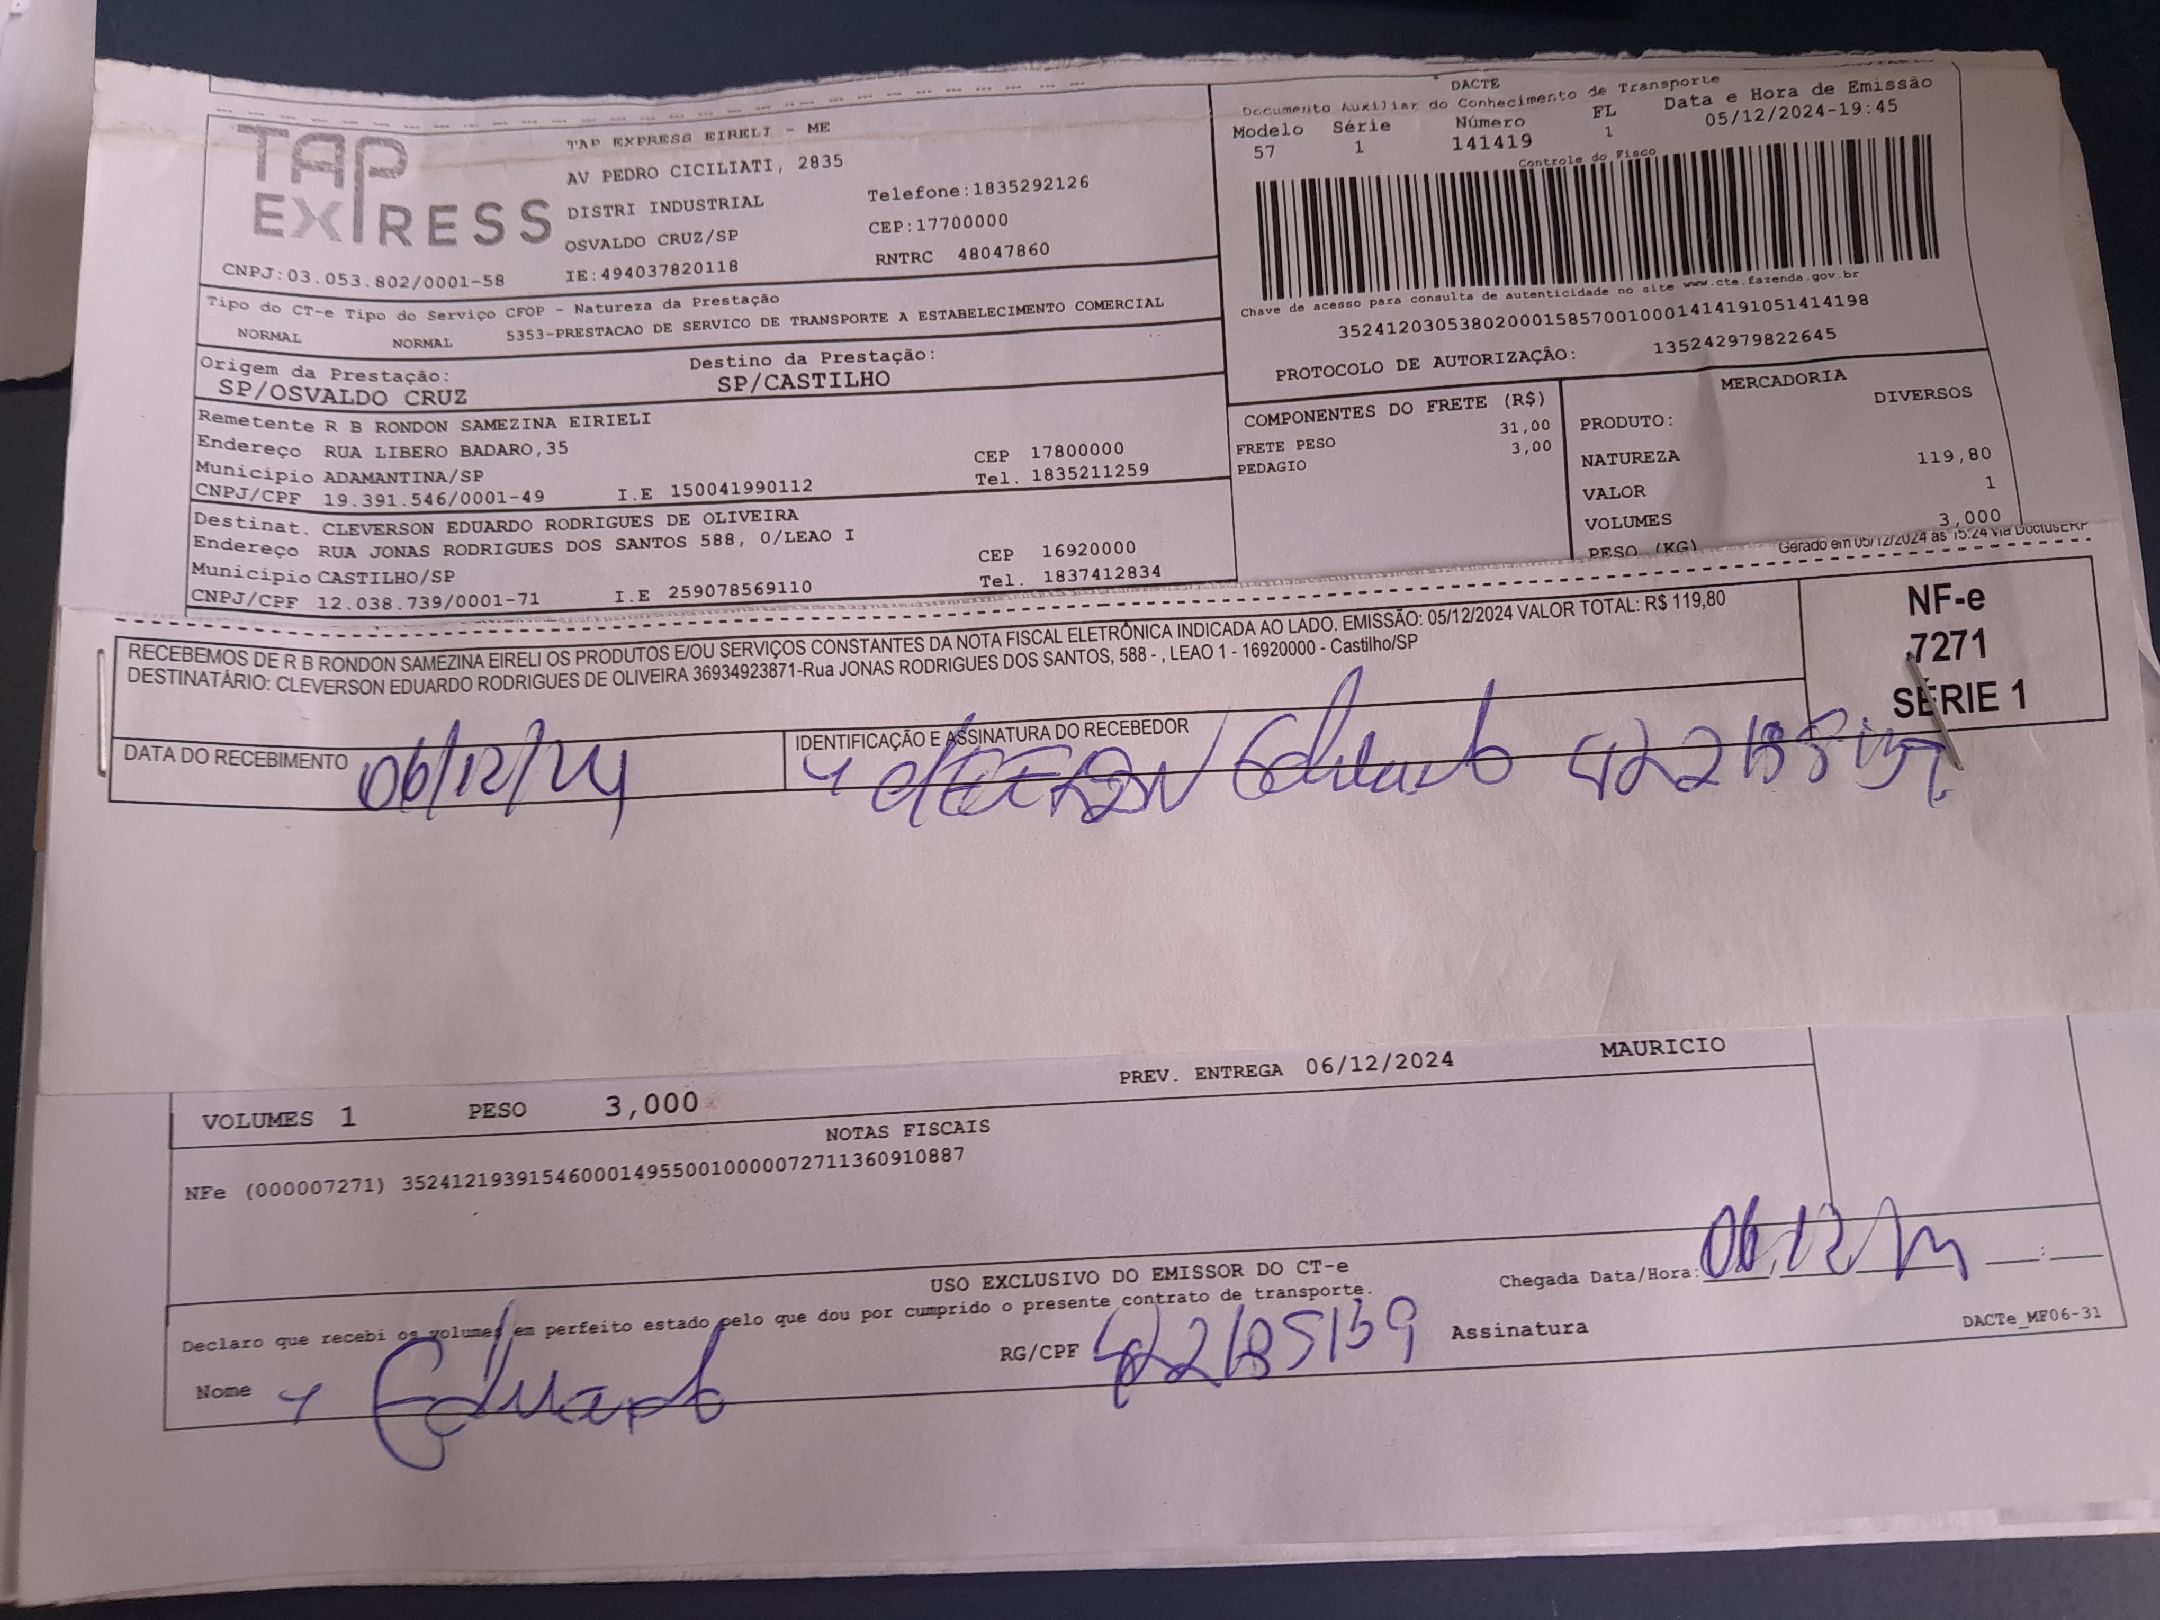 TAP EXPRESS
TAP EXPRESS EIRELI - ME
AV PEDRO CICILIATI, 2835
DISTRI INDUSTRIAL Telefone:1835292126
OSVALDO CRUZ/SP CEP:17700000
CNPJ:03.053.802/0001-58 IE:494037820118 RNTRC 48047860
DACTE
Documento Auxiliar do Conhecimento de Transporte
Modelo Série Número FL Data e Hora de Emissão
57 1 141419 1 05/12/2024-19:45
Controle do Fisco
Chave de acesso para consulta de autenticidade no site www.cte.fazenda.gov.br
35241203053802000158570010001414191051414198
PROTOCOLO DE AUTORIZAÇÃO: 135242979822645
Tipo do CT-e Tipo do Serviço CFOP - Natureza da Prestação
NORMAL NORMAL 5353-PRESTACAO DE SERVICO DE TRANSPORTE A ESTABELECIMENTO COMERCIAL
Origem da Prestação: Destino da Prestação:
SP/OSVALDO CRUZ SP/CASTILHO
Remetente R B RONDON SAMEZINA EIRIELI
Endereço RUA LIBERO BADARO,35 CEP 17800000
Município ADAMANTINA/SP Tel. 1835211259
CNPJ/CPF 19.391.546/0001-49 I.E 150041990112
Destinat. CLEVERSON EDUARDO RODRIGUES DE OLIVEIRA
Endereço RUA JONAS RODRIGUES DOS SANTOS 588, 0/LEAO I CEP 16920000
Município CASTILHO/SP Tel. 1837412834
CNPJ/CPF 12.038.739/0001-71 I.E 259078569110
COMPONENTES DO FRETE (R$)
FRETE PESO 31,00
PEDAGIO 3,00
MERCADORIA
PRODUTO: DIVERSOS
NATUREZA
VALOR 119,80
VOLUMES 1
PESO (KG) 3,000
Gerado em 05/12/2024 às 15:24 via DoctusERP
RECEBEMOS DE R B RONDON SAMEZINA EIRELI OS PRODUTOS E/OU SERVIÇOS CONSTANTES DA NOTA FISCAL ELETRÔNICA INDICADA AO LADO. EMISSÃO: 05/12/2024 VALOR TOTAL: R$ 119,80
DESTINATÁRIO: CLEVERSON EDUARDO RODRIGUES DE OLIVEIRA 36934923871-Rua JONAS RODRIGUES DOS SANTOS, 588 - , LEAO 1 - 16920000 - Castilho/SP
NF-e
7271
SÉRIE 1
DATA DO RECEBIMENTO 06/12/24
IDENTIFICAÇÃO E ASSINATURA DO RECEBEDOR
Eduardo
VOLUMES 1 PESO 3,000 PREV. ENTREGA 06/12/2024 MAURICIO
NOTAS FISCAIS
NFe (000007271) 35241219391546000149550010000072711360910887
USO EXCLUSIVO DO EMISSOR DO CT-e
Declaro que recebi os volumes em perfeito estado pelo que dou por cumprido o presente contrato de transporte.
Chegada Data/Hora: 06 12 24
Nome Eduardo RG/CPF 422185139 Assinatura
DACTe_MF06-31